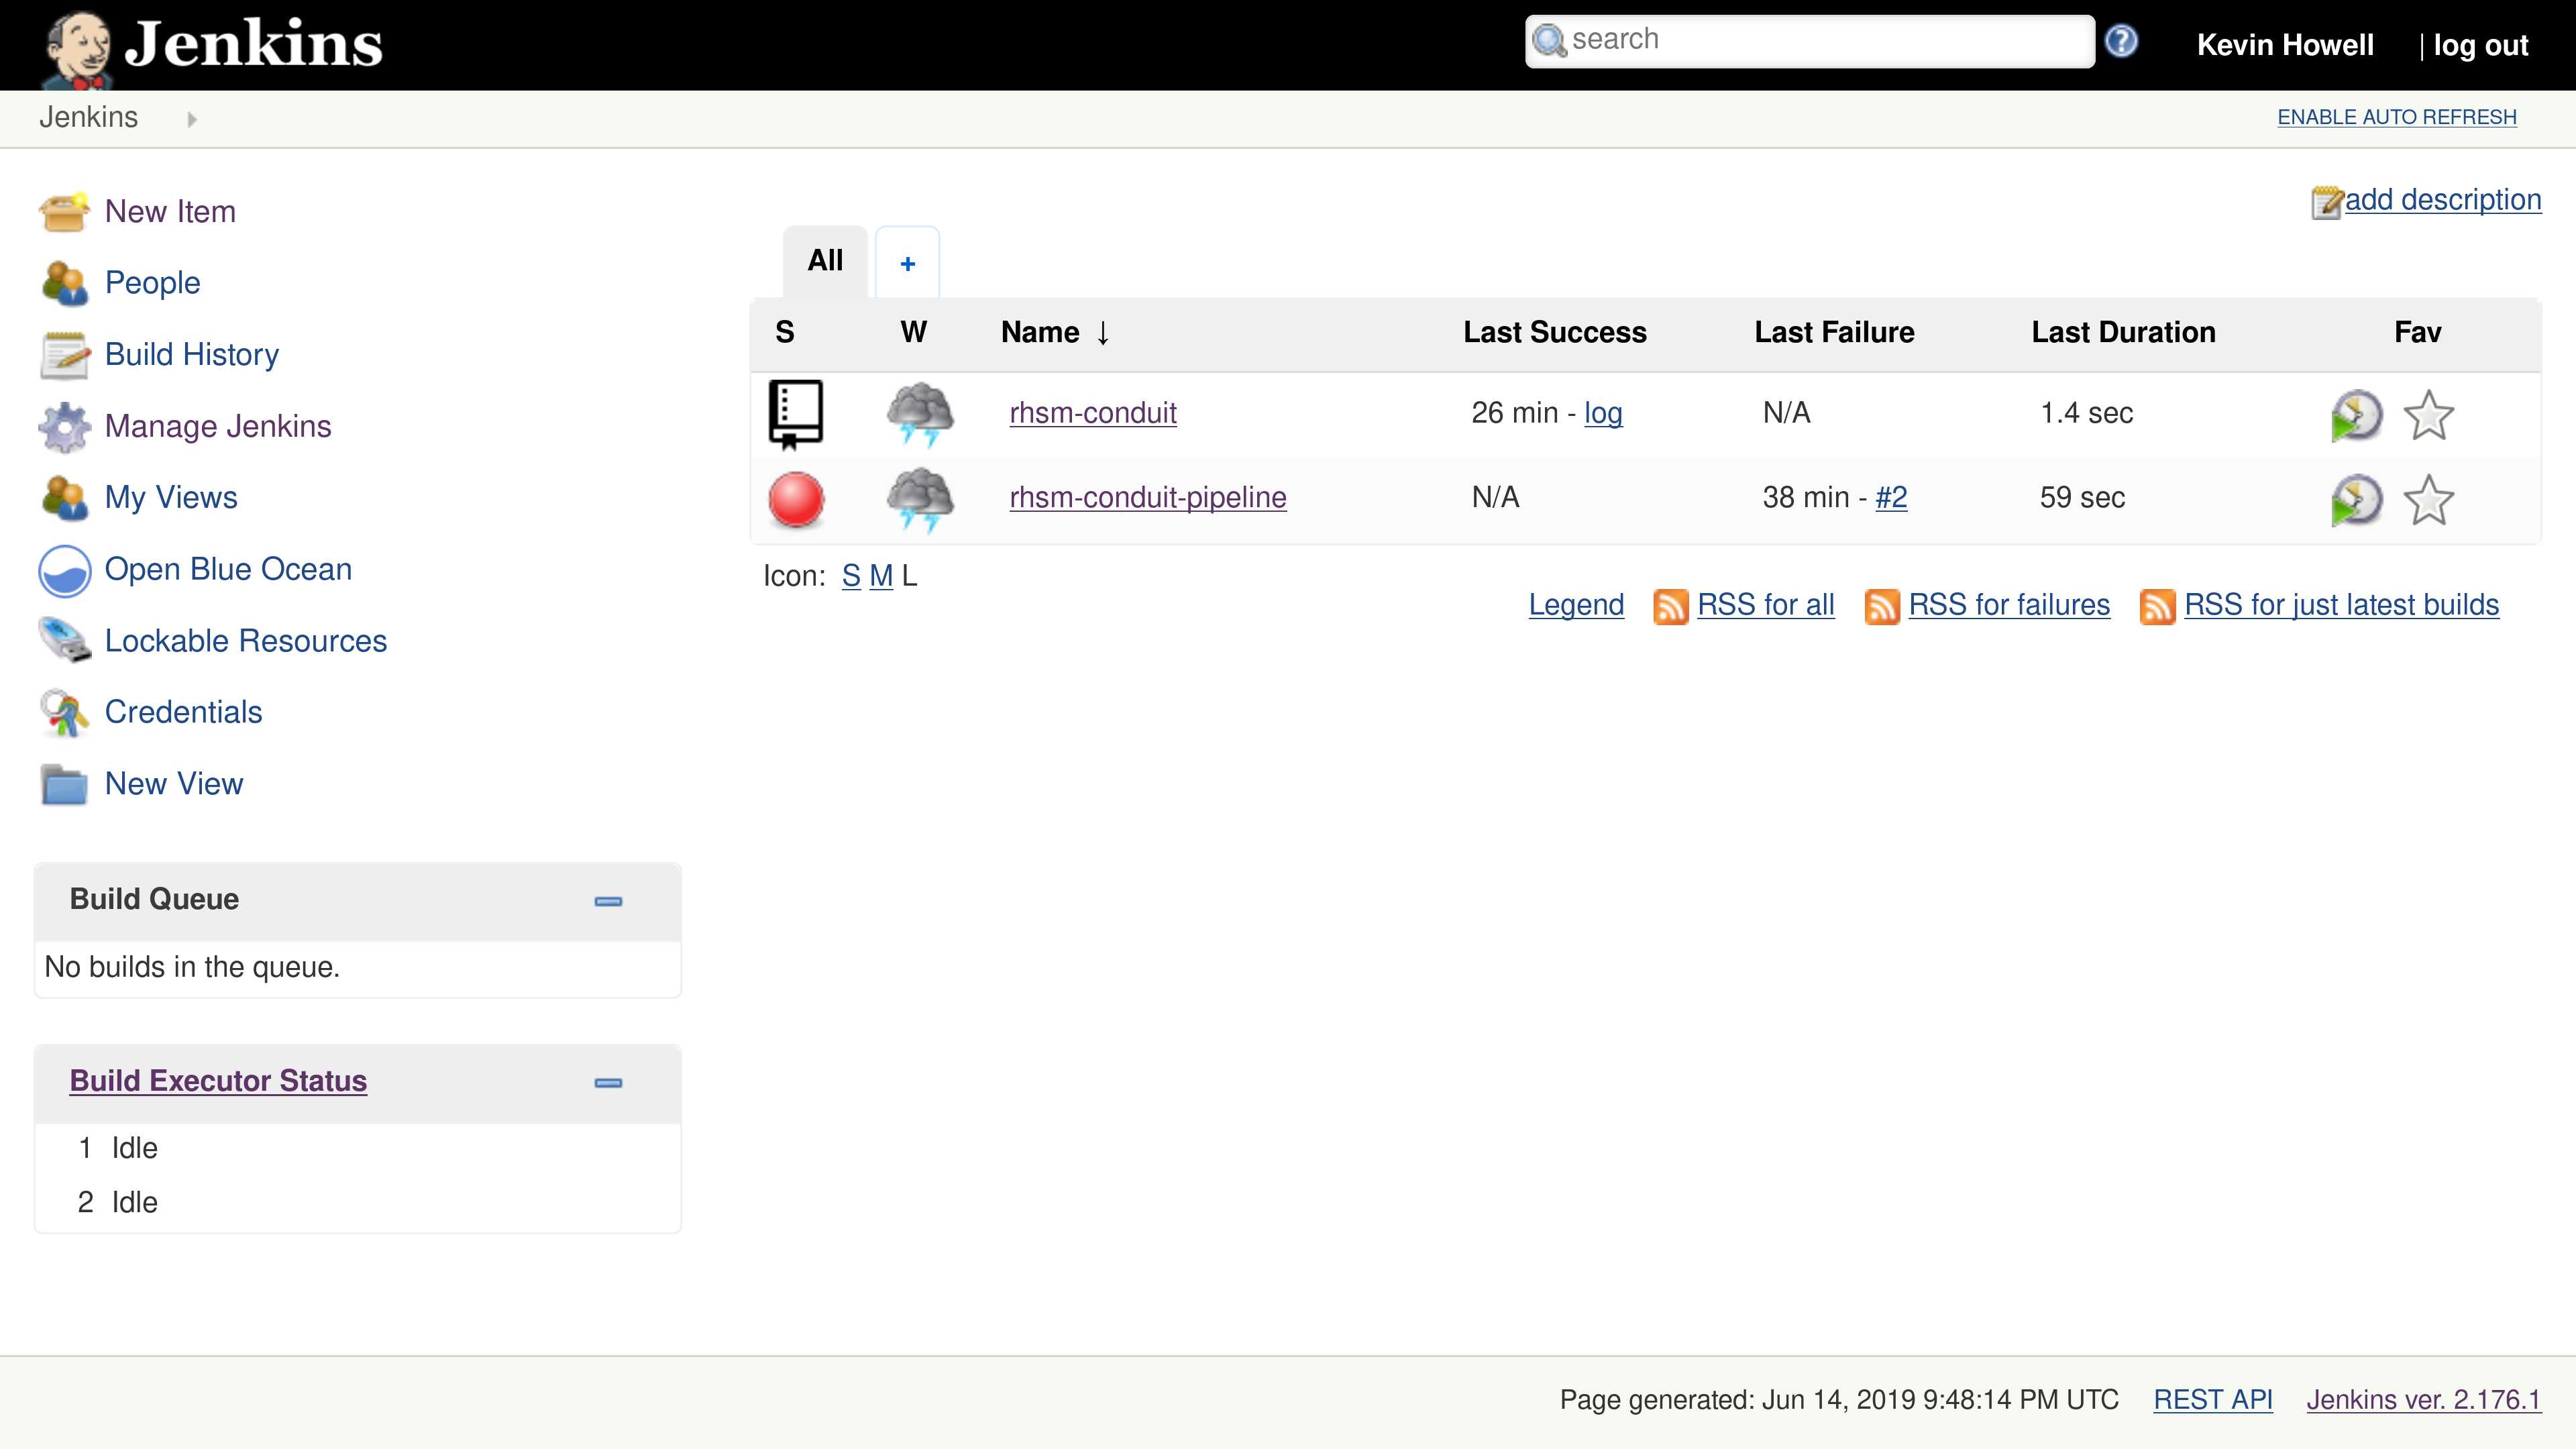 Jenkins
search
Kevin Howell | log out
Jenkins
ENABLE AUTO REFRESH
New Item
People
Build History
Manage Jenkins
My Views
Open Blue Ocean
Lockable Resources
Credentials
New View
Build Queue
No builds in the queue.
Build Executor Status
1 Idle
2 Idle
add description
All +
S W Name ↓ Last Success Last Failure Last Duration Fav
rhsm-conduit 26 min - log N/A 1.4 sec
rhsm-conduit-pipeline N/A 38 min - #2 59 sec
Icon: S M L
Legend RSS for all RSS for failures RSS for just latest builds
Page generated: Jun 14, 2019 9:48:14 PM UTC REST API Jenkins ver. 2.176.1